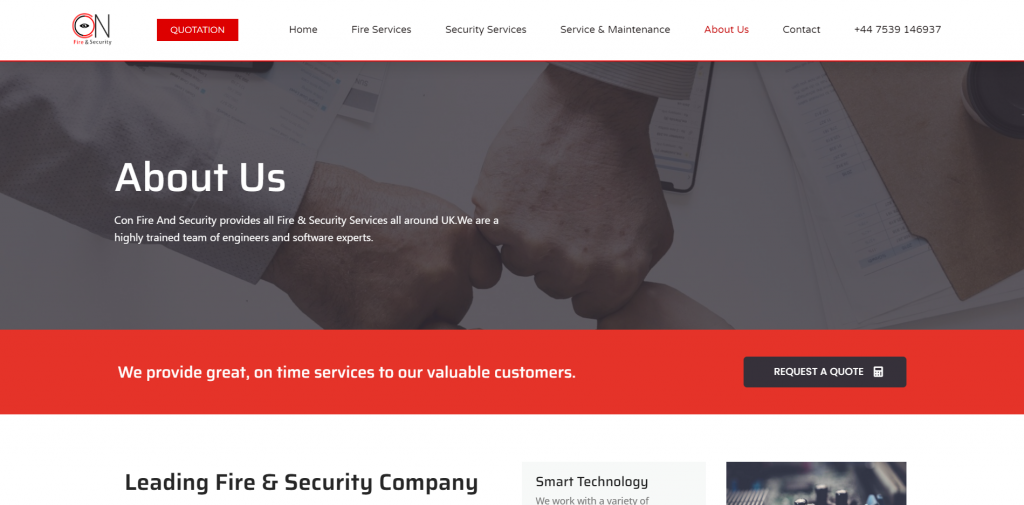 CON
Fire & Security
QUOTATION
Home
Fire Services
Security Services
Service & Maintenance
About Us
Contact
+44 7539 146937
About Us
Con Fire And Security provides all Fire & Security Services all around UK.We are a
highly trained team of engineers and software experts.
We provide great, on time services to our valuable customers.
REQUEST A QUOTE
Leading Fire & Security Company
Smart Technology
We work with a variety of